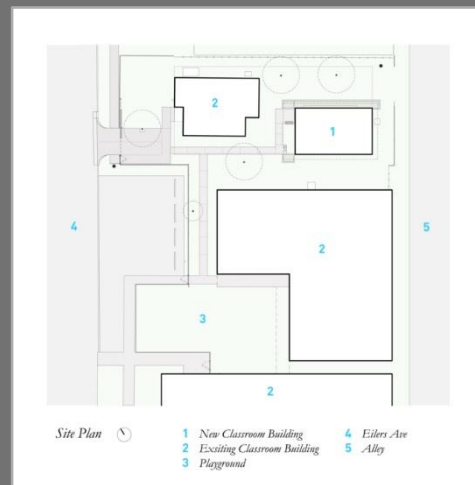 2
1
4
2
5
3
2
Site Plan
1 New Classroom Building
2 Exsiting Classroom Building
3 Playground
4 Eilers Ave
5 Alley